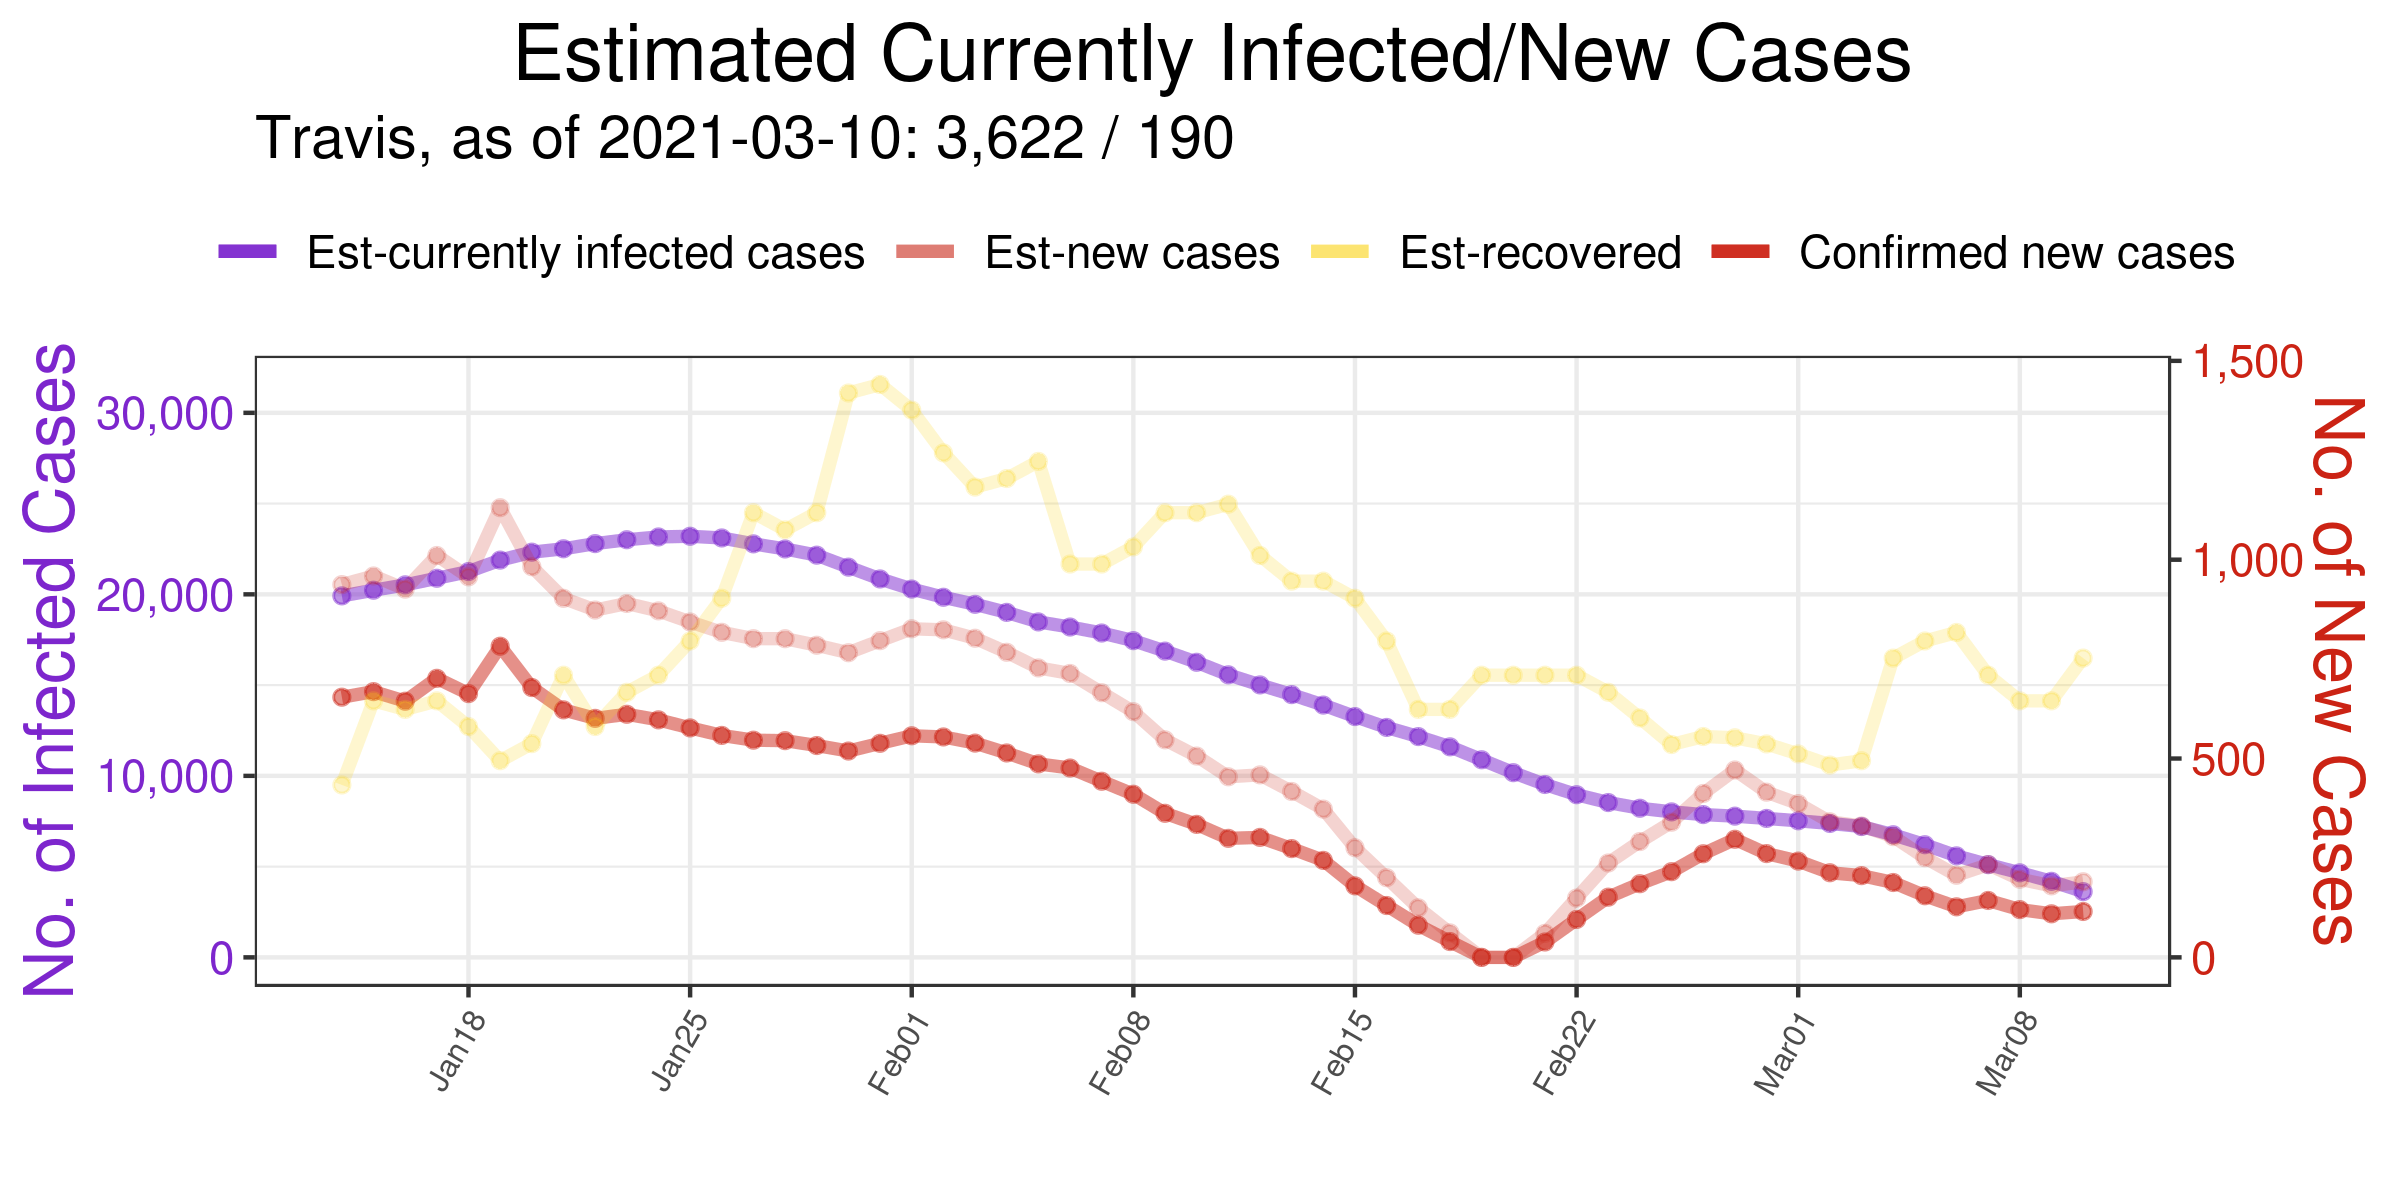 Estimated Currently Infected/New Cases
Travis, as of 2021-03-10: 3,622 / 190
Est-currently infected cases Est-new cases Est-recovered Confirmed new cases
No. of Infected Cases
30,000
20,000
10,000
0
1,500
1,000
500
0
No. of New Cases
Jan18 Jan25 Feb01 Feb08 Feb15 Feb22 Mar01 Mar08